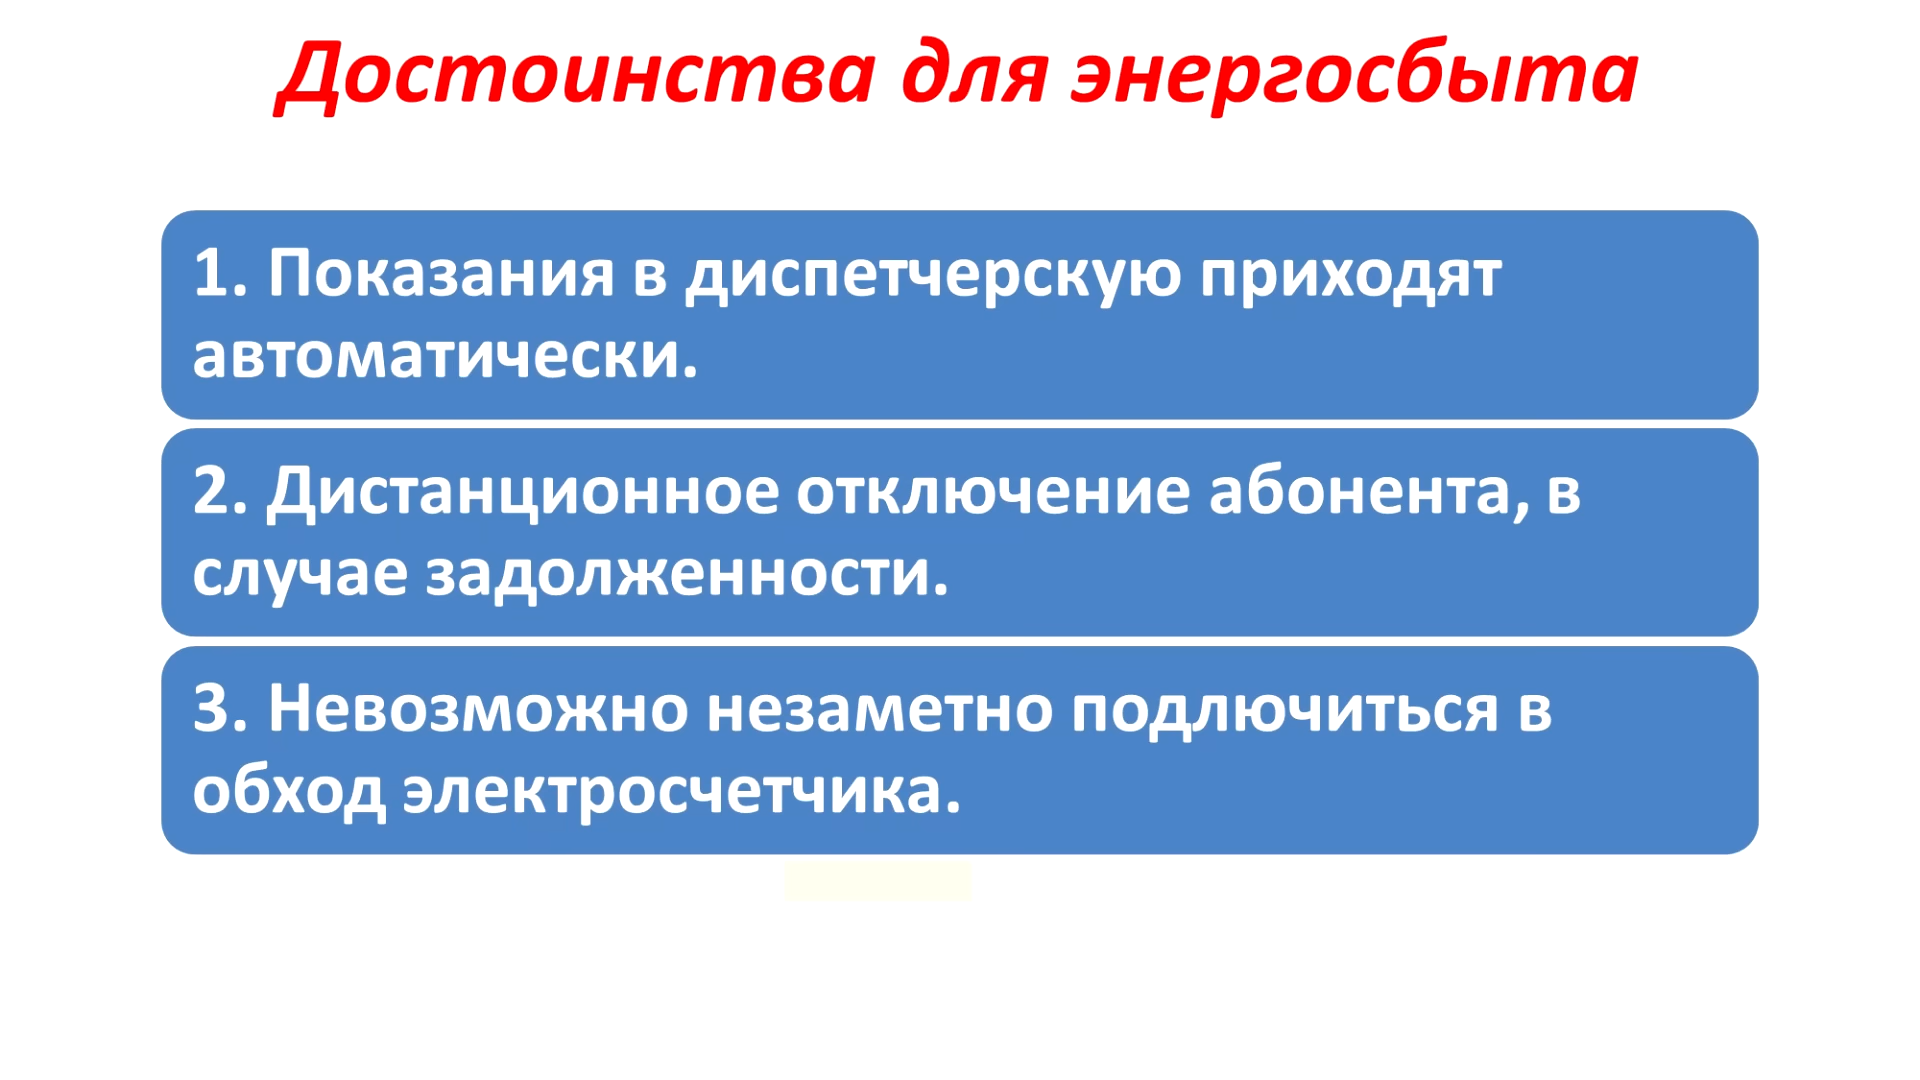 Достоинства для энергосбыта
1. Показания в диспетчерскую приходят
автоматически.
2. Дистанционное отключение абонента, в
случае задолженности.
3. Невозможно незаметно подлючиться в
обход электросчетчика.